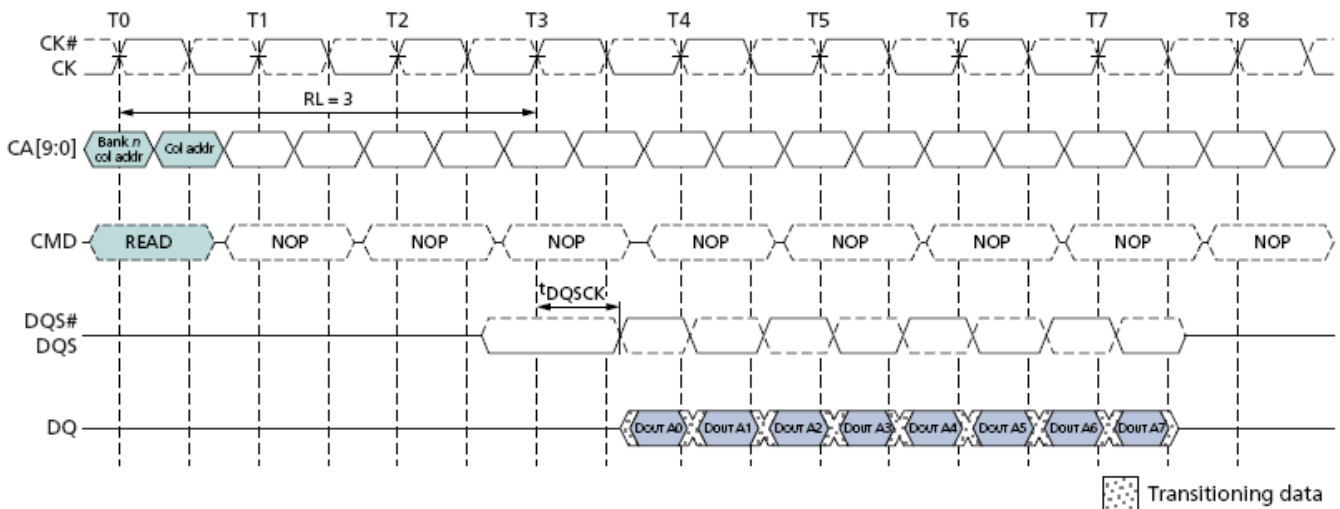 T0 T1 T2 T3 T4 T5 T6 T7 T8
CK#
CK
RL = 3
CA[9:0] Bank n col addr Col addr
CMD READ NOP NOP NOP NOP NOP NOP NOP NOP
tDQSCK
DQS#
DQS
DQ DOUT A0 DOUT A1 DOUT A2 DOUT A3 DOUT A4 DOUT A5 DOUT A6 DOUT A7
Transitioning data